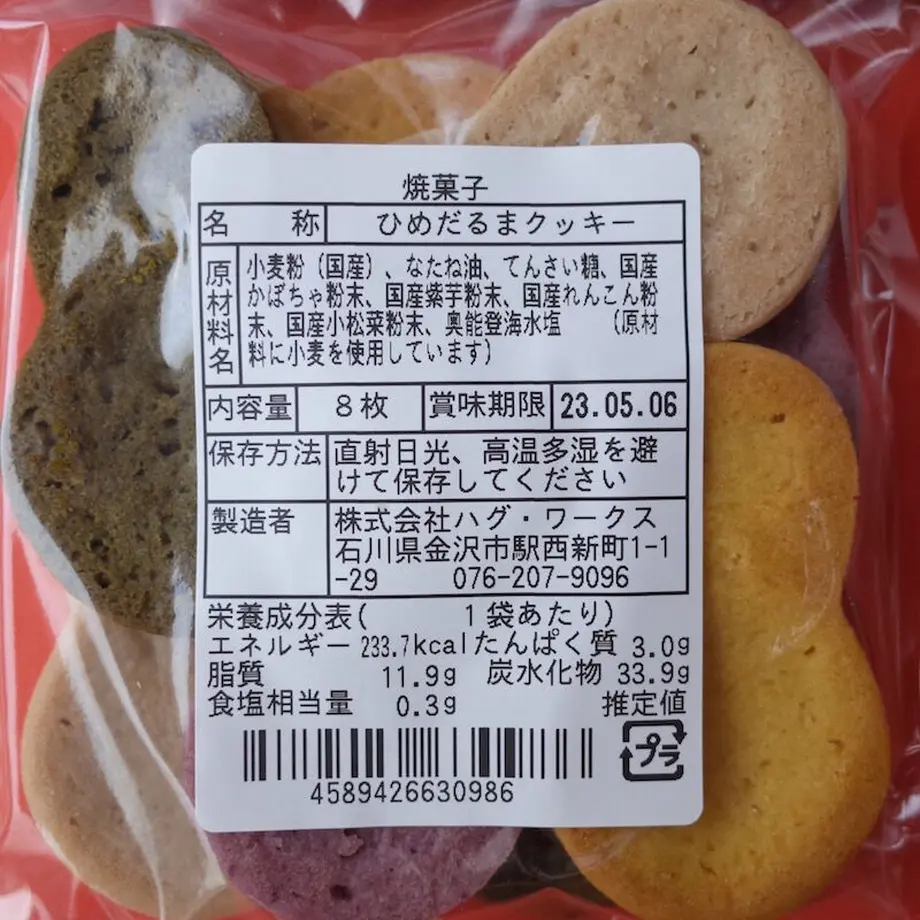 焼菓子
名称 ひめだるまクッキー
原材料名 小麦粉（国産）、なたね油、てんさい糖、国産
かぼちゃ粉末、国産紫芋粉末、国産れんこん粉
末、国産小松菜粉末、奥能登海水塩 （原材
料に小麦を使用しています）
内容量 8枚 賞味期限 23.05.06
保存方法 直射日光、高温多湿を避
けて保存してください
製造者 株式会社ハグ・ワークス
石川県金沢市駅西新町1-1
-29 076-207-9096
栄養成分表( 1袋あたり)
エネルギー 233.7kcal たんぱく質 3.0g
脂質 11.9g 炭水化物 33.9g
食塩相当量 0.3g 推定値
プラ
4589426630986